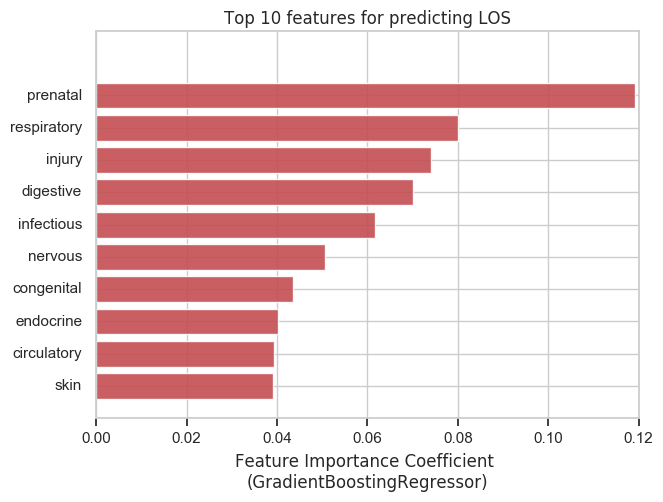 Top 10 features for predicting LOS
prenatal
respiratory
injury
digestive
infectious
nervous
congenital
endocrine
circulatory
skin
0.00 0.02 0.04 0.06 0.08 0.10 0.12
Feature Importance Coefficient
(GradientBoostingRegressor)